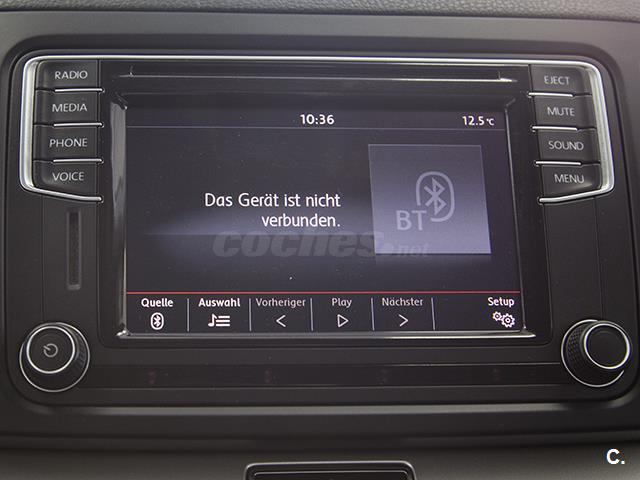 RADIO
MEDIA
PHONE
VOICE
EJECT
MUTE
SOUND
MENU
10:36
12.5 °C
Das Gerät ist nicht
verbunden.
BT
coches.net
Quelle
Auswahl
Vorheriger
Play
Nächster
Setup
C.